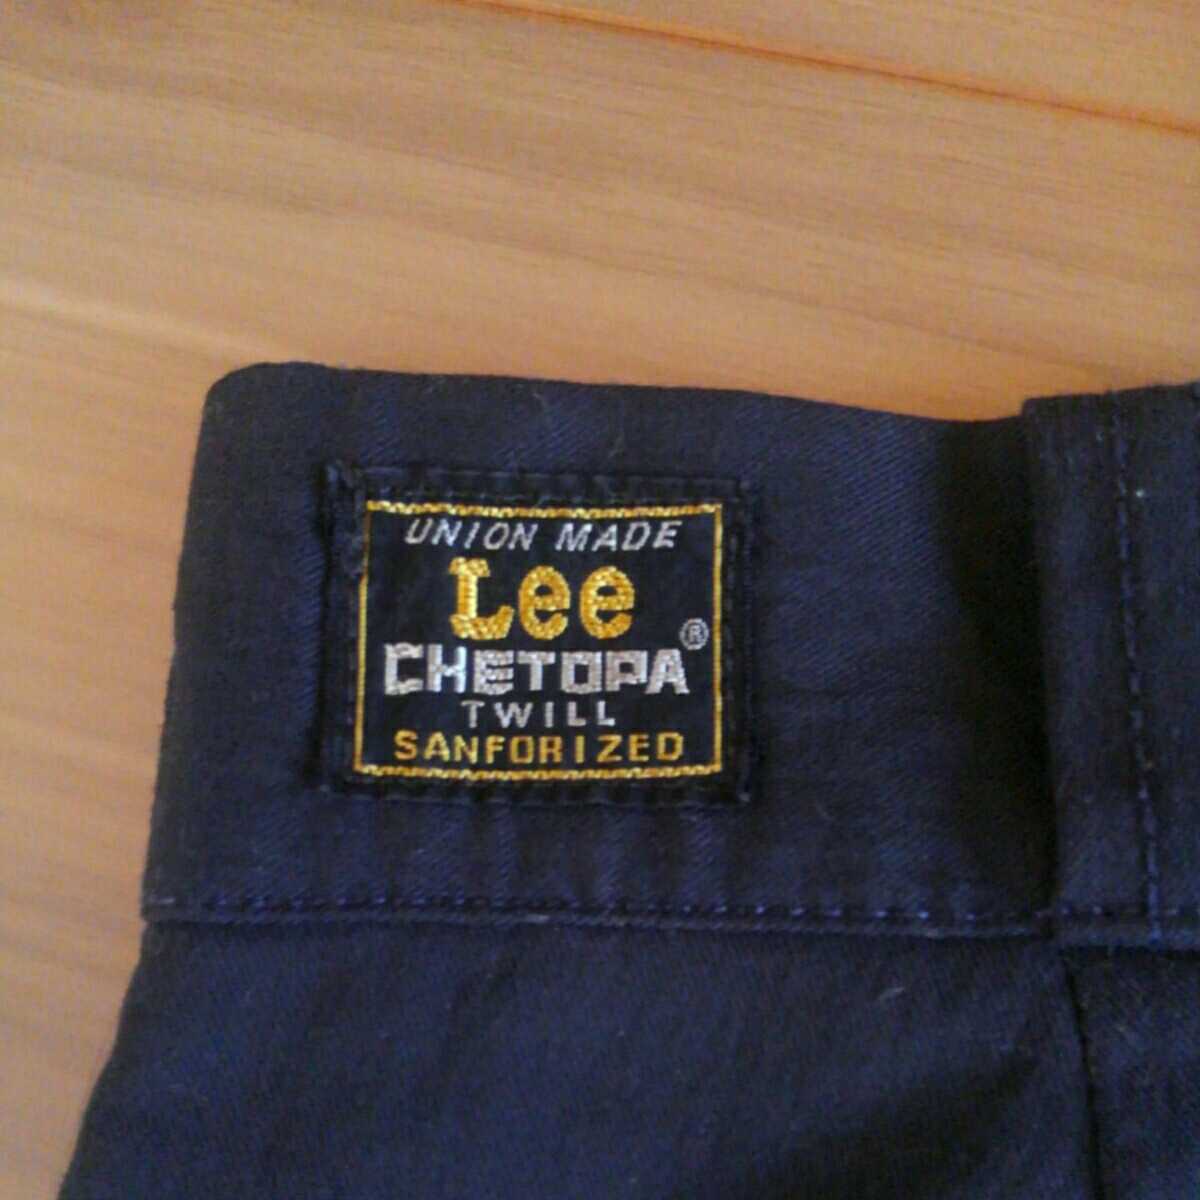 UNION MADE
Lee
CHETOPA®
TWILL
SANFORIZED